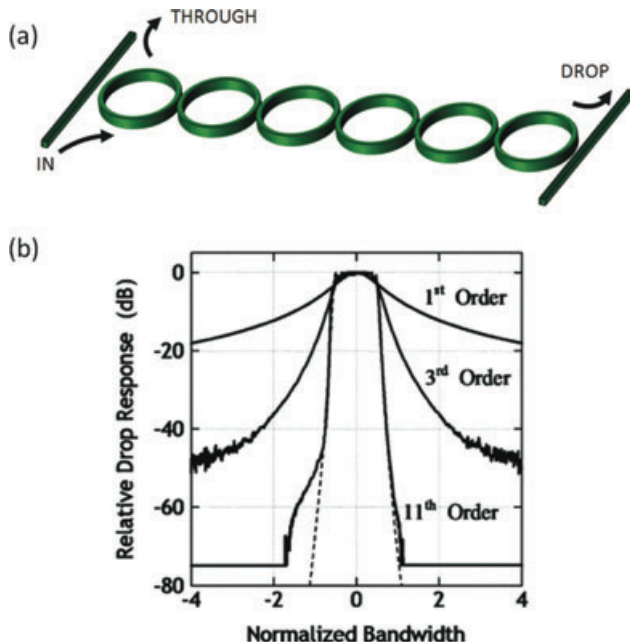 (a)
THROUGH
DROP
IN
(b)
Relative Drop Response (dB)
0
-20
-40
-60
-80
1st Order
3rd Order
11th Order
-4
-2
0
2
4
Normalized Bandwidth